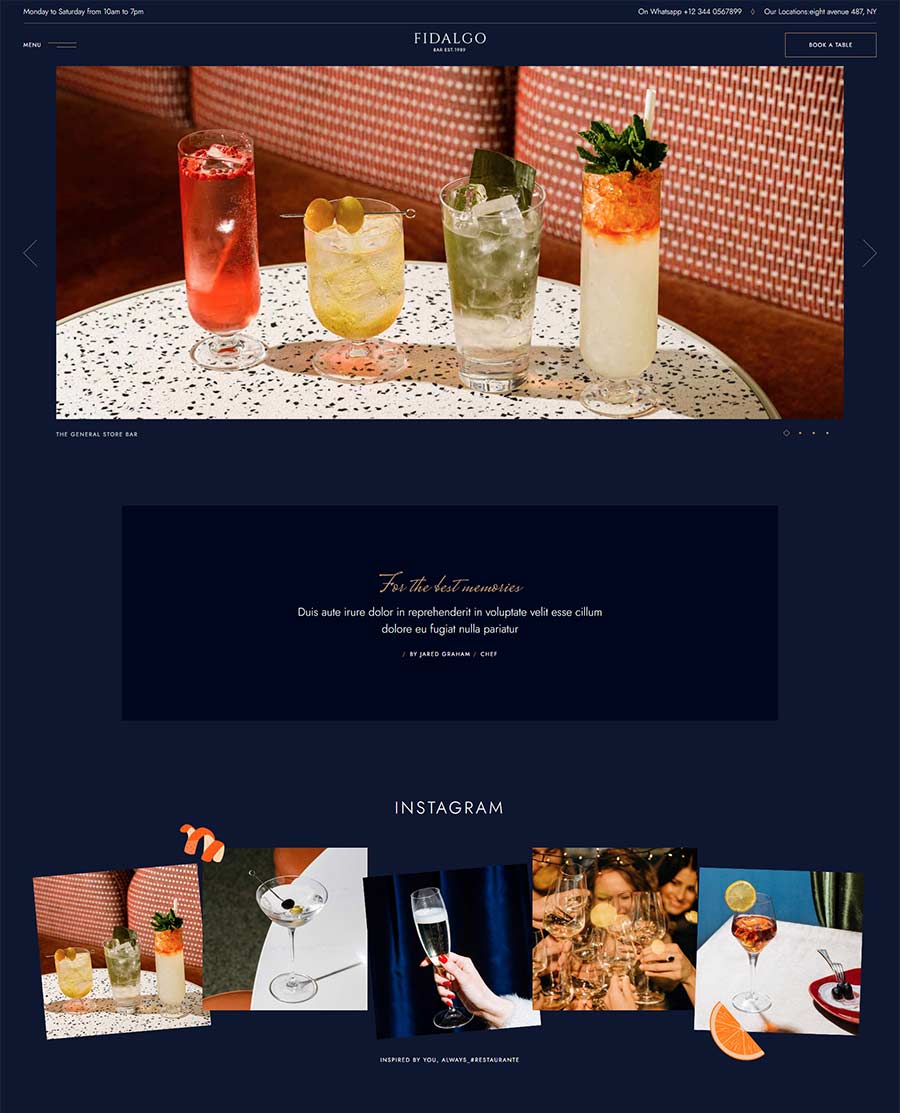 Monday to Saturday from 10am to 7pm
On Whatsapp +12 344 0567899 ◊ Our Locations:eight avenue 487, NY
MENU
FIDALGO
BAR EST.1989
BOOK A TABLE
THE GENERAL STORE BAR
For the best memories
Duis aute irure dolor in reprehenderit in voluptate velit esse cillum
dolore eu fugiat nulla pariatur
/ BY JARED GRAHAM / CHEF
INSTAGRAM
INSPIRED BY YOU, ALWAYS_#RESTAURANTE